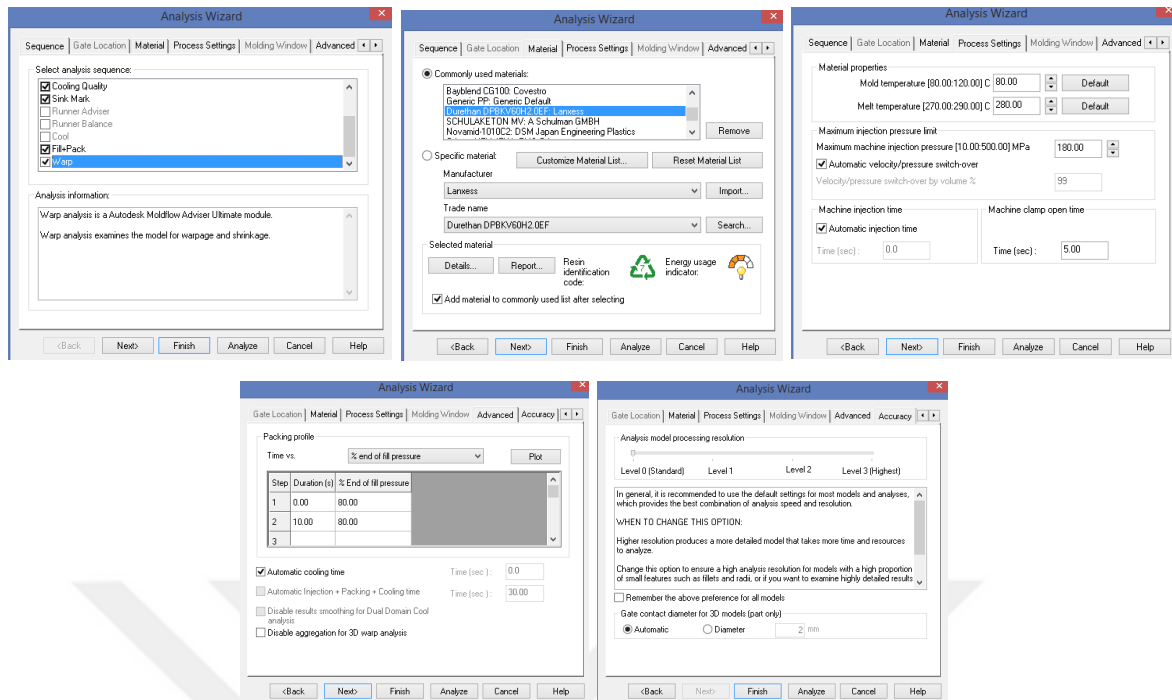 Analysis Wizard
Sequence Gate Location Material Process Settings Molding Window Advanced
Select analysis sequence:
Cooling Quality
Sink Mark
Runner Adviser
Runner Balance
Cool
Fill+Pack
Warp
Analysis information:
Warp analysis is a Autodesk Moldflow Adviser Ultimate module.
Warp analysis examines the model for warpage and shrinkage.
<Back Next> Finish Analyze Cancel Help
Analysis Wizard
Sequence Gate Location Material Process Settings Molding Window Advanced
Commonly used materials:
Bayblend CG100: Covestro
Generic PP: Generic Default
Durethan DPBKV60H2.0EF: Lanxess
SCHULAKETON MV: A Schulman GMBH
Novamid-1010C2: DSM Japan Engineering Plastics
Remove
Specific material:
Customize Material List...
Reset Material List
Manufacturer
Lanxess
Import...
Trade name
Durethan DPBKV60H2.0EF
Search...
Selected material
Details...
Report...
Resin identification code:
7
Energy usage indicator:
Add material to commonly used list after selecting
<Back Next> Finish Analyze Cancel Help
Analysis Wizard
Sequence Gate Location Material Process Settings Molding Window Advanced
Material properties
Mold temperature [80.00:120.00] C 80.00 Default
Melt temperature [270.00:290.00] C 280.00 Default
Maximum injection pressure limit
Maximum machine injection pressure [10.00:500.00] MPa 180.00
Automatic velocity/pressure switch-over
Velocity/pressure switch-over by volume % 99
Machine injection time
Automatic injection time
Time (sec) : 0.0
Machine clamp open time
Time (sec) : 5.00
<Back Next> Finish Analyze Cancel Help
Analysis Wizard
Gate Location Material Process Settings Molding Window Advanced Accuracy
Packing profile
Time vs. % end of fill pressure Plot
Step Duration (s) % End of fill pressure
1 0.00 80.00
2 10.00 80.00
3
Automatic cooling time Time (sec ) : 0.0
Automatic Injection + Packing + Cooling time Time (sec ) : 30.00
Disable results smoothing for Dual Domain Cool
analysis
Disable aggregation for 3D warp analysis
<Back Next> Finish Analyze Cancel Help
Analysis Wizard
Gate Location Material Process Settings Molding Window Advanced Accuracy
Analysis model processing resolution
Level 0 (Standard) Level 1 Level 2 Level 3 (Highest)
In general, it is recommended to use the default settings for most models and analyses,
which provides the best combination of analysis speed and resolution.
WHEN TO CHANGE THIS OPTION:
Higher resolution produces a more detailed model that takes more time and resources
to analyze.
Change this option to ensure a high analysis resolution for models with a high proportion
of small features such as fillets and radii, or if you want to examine highly detailed results
Remember the above preference for all models
Gate contact diameter for 3D models (part only)
Automatic Diameter 2 mm
<Back Next> Finish Analyze Cancel Help